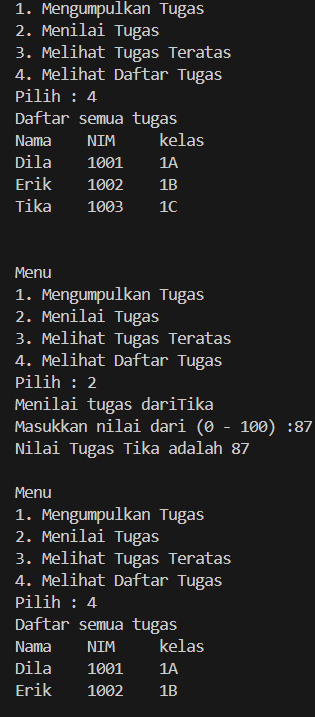 1. Mengumpulkan Tugas
2. Menilai Tugas
3. Melihat Tugas Teratas
4. Melihat Daftar Tugas
Pilih : 4
Daftar semua tugas
Nama NIM kelas
Dila 1001 1A
Erik 1002 1B
Tika 1003 1C
Menu
1. Mengumpulkan Tugas
2. Menilai Tugas
3. Melihat Tugas Teratas
4. Melihat Daftar Tugas
Pilih : 2
Menilai tugas dariTika
Masukkan nilai dari (0 - 100) :87
Nilai Tugas Tika adalah 87
Menu
1. Mengumpulkan Tugas
2. Menilai Tugas
3. Melihat Tugas Teratas
4. Melihat Daftar Tugas
Pilih : 4
Daftar semua tugas
Nama NIM kelas
Dila 1001 1A
Erik 1002 1B